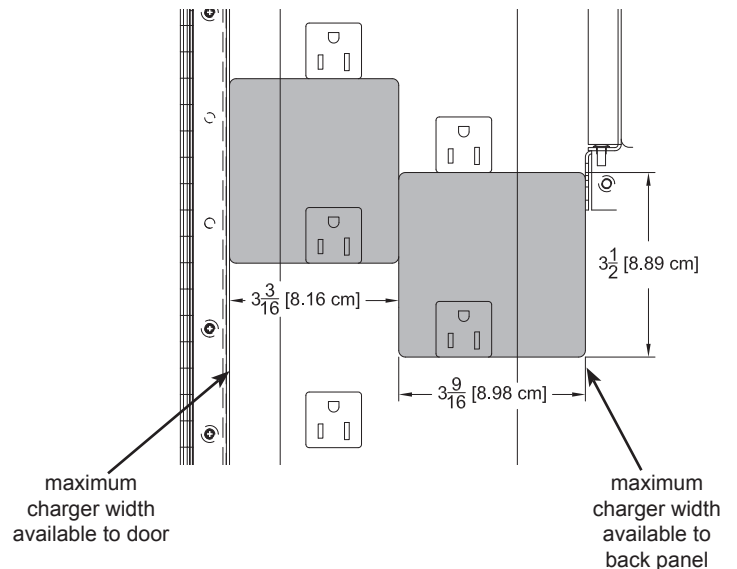 3 1/2 [8.89 cm]
3 3/16 [8.16 cm]
3 9/16 [8.98 cm]
maximum
charger width
available to door
maximum
charger width
available to
back panel